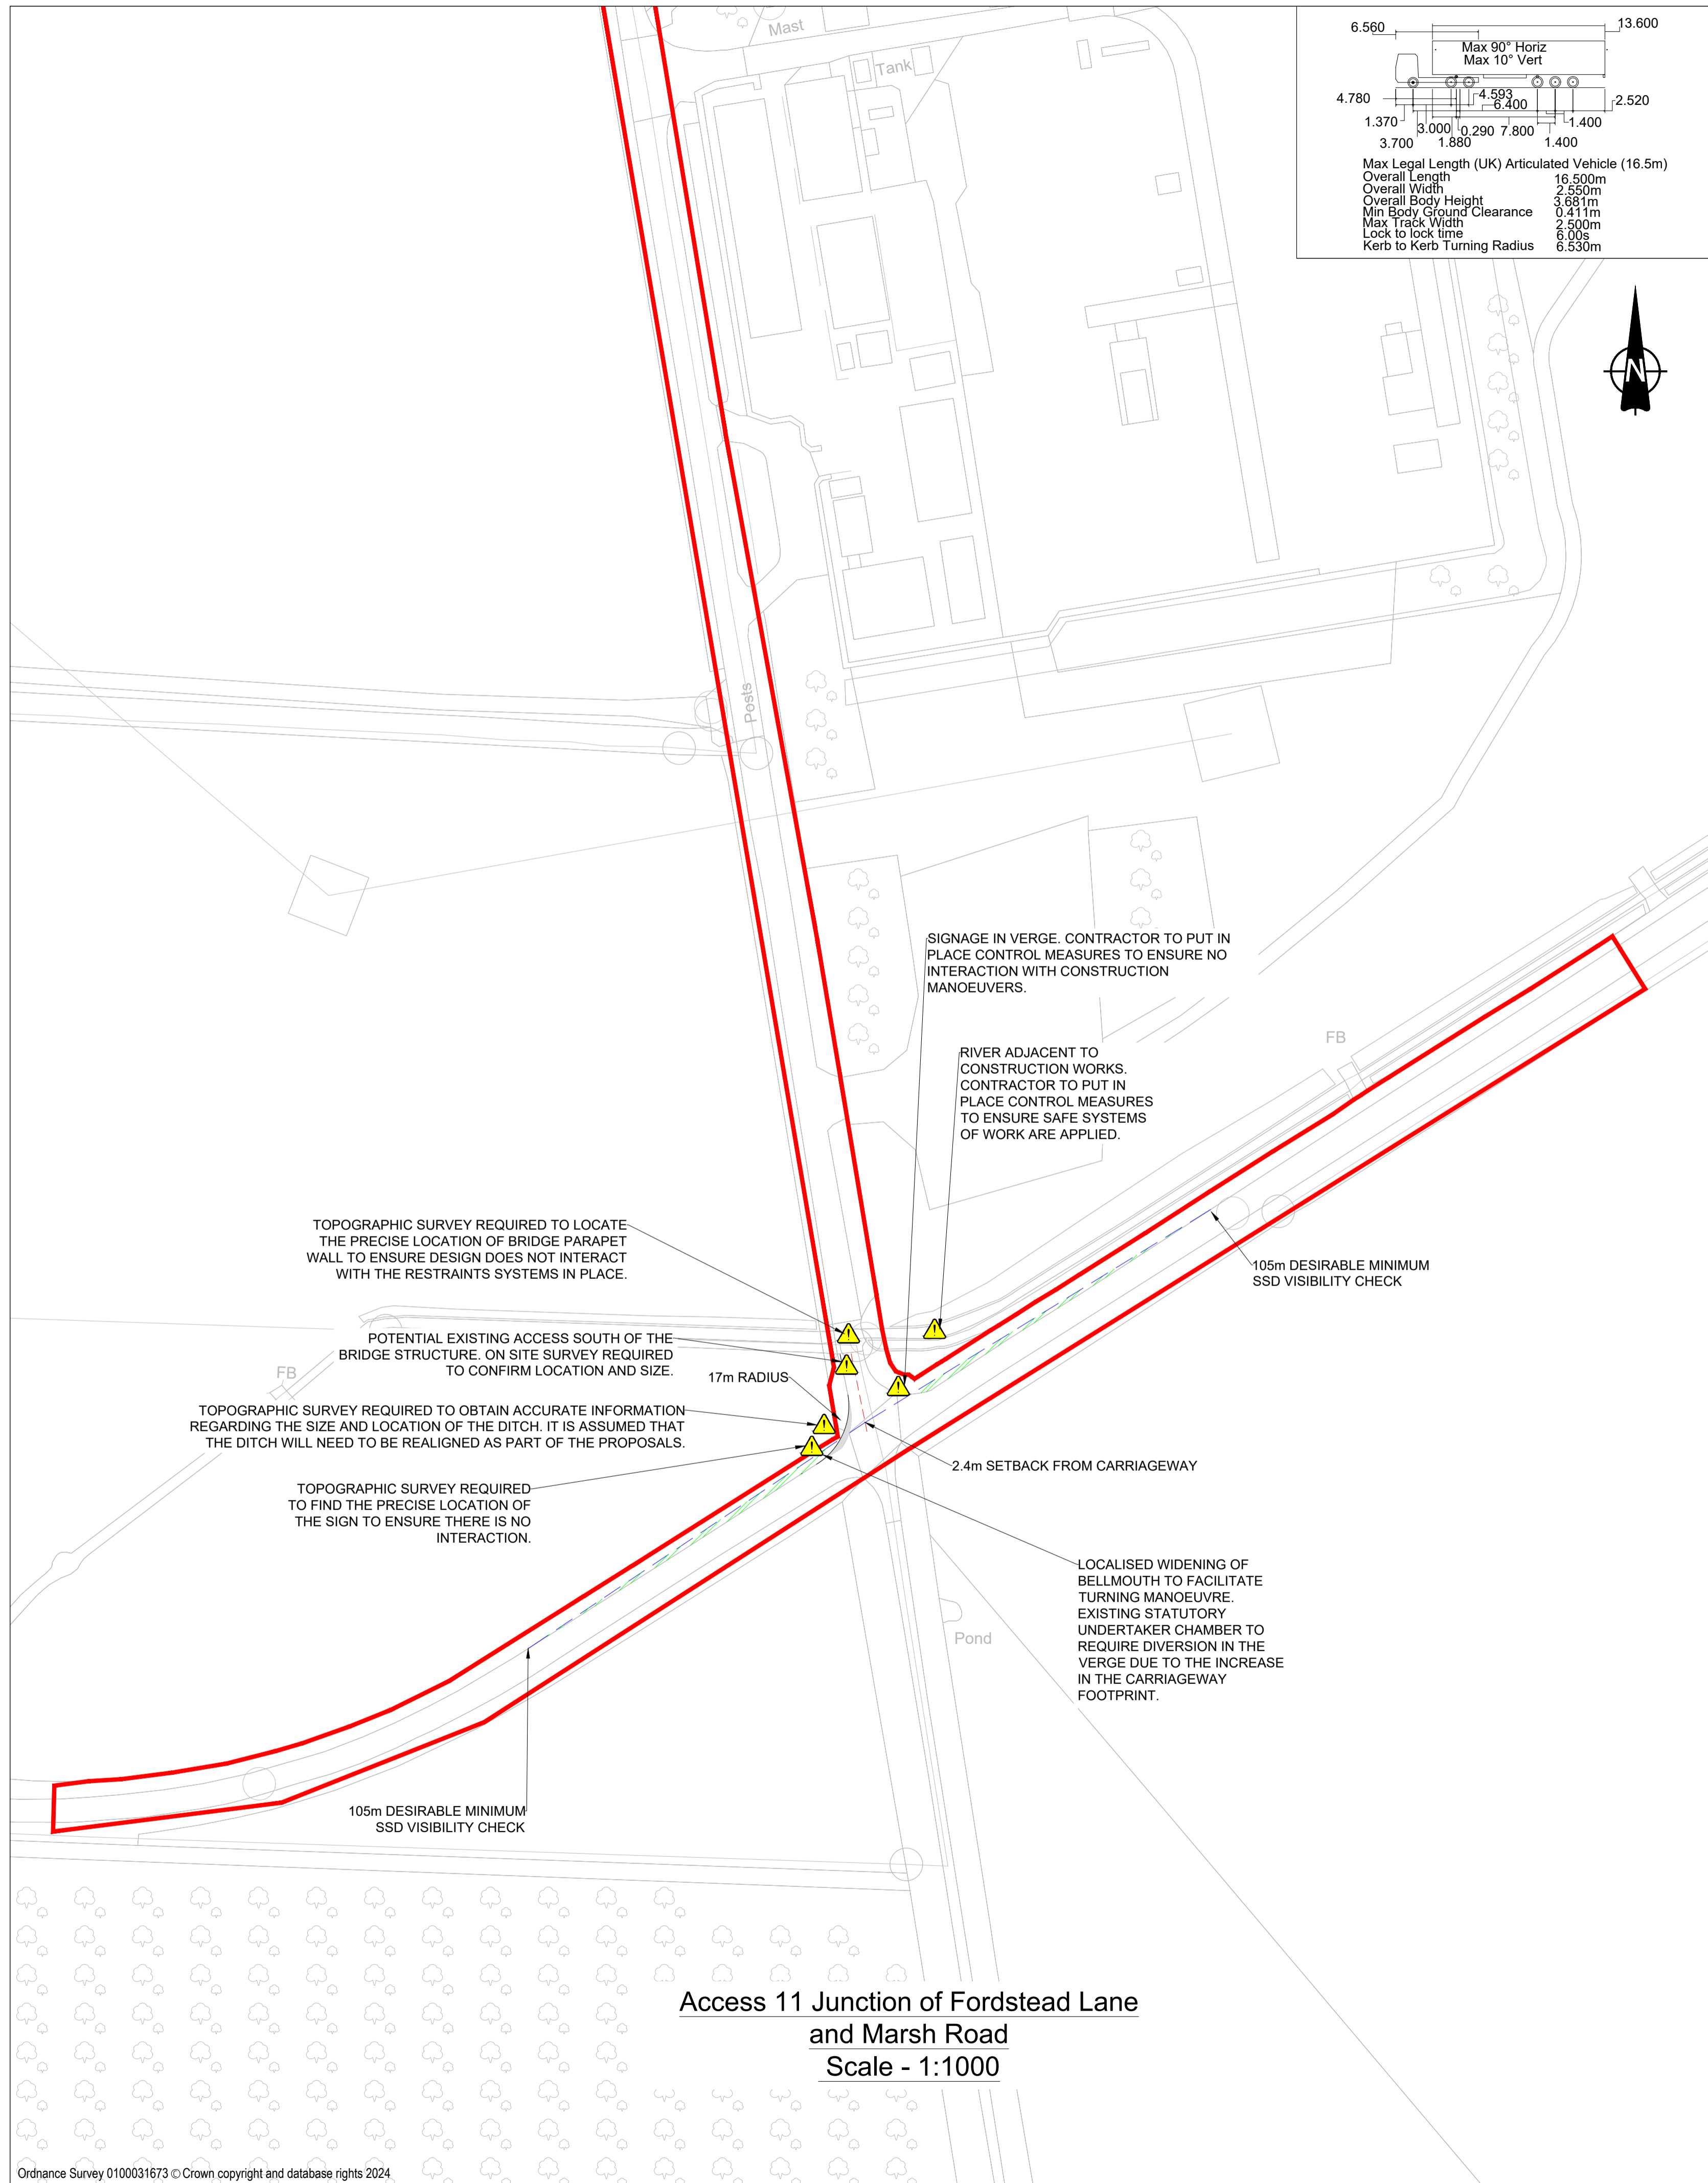 Mast
Tank
6.560
13.600
Max 90° Horiz
Max 10° Vert
4.780
4.593
6.400
2.520
1.370
3.000
0.290
7.800
1.400
3.700
1.880
1.400
Max Legal Length (UK) Articulated Vehicle (16.5m)
Overall Length 16.500m
Overall Width 2.550m
Overall Body Height 3.681m
Min Body Ground Clearance 0.411m
Max Track Width 2.500m
Lock to lock time 6.00s
Kerb to Kerb Turning Radius 6.530m
N
Posts
SIGNAGE IN VERGE. CONTRACTOR TO PUT IN
PLACE CONTROL MEASURES TO ENSURE NO
INTERACTION WITH CONSTRUCTION
MANOEUVERS.
FB
RIVER ADJACENT TO
CONSTRUCTION WORKS.
CONTRACTOR TO PUT IN
PLACE CONTROL MEASURES
TO ENSURE SAFE SYSTEMS
OF WORK ARE APPLIED.
TOPOGRAPHIC SURVEY REQUIRED TO LOCATE
THE PRECISE LOCATION OF BRIDGE PARAPET
WALL TO ENSURE DESIGN DOES NOT INTERACT
WITH THE RESTRAINTS SYSTEMS IN PLACE.
105m DESIRABLE MINIMUM
SSD VISIBILITY CHECK
POTENTIAL EXISTING ACCESS SOUTH OF THE
BRIDGE STRUCTURE. ON SITE SURVEY REQUIRED
TO CONFIRM LOCATION AND SIZE.
FB
17m RADIUS
TOPOGRAPHIC SURVEY REQUIRED TO OBTAIN ACCURATE INFORMATION
REGARDING THE SIZE AND LOCATION OF THE DITCH. IT IS ASSUMED THAT
THE DITCH WILL NEED TO BE REALIGNED AS PART OF THE PROPOSALS.
2.4m SETBACK FROM CARRIAGEWAY
TOPOGRAPHIC SURVEY REQUIRED
TO FIND THE PRECISE LOCATION OF
THE SIGN TO ENSURE THERE IS NO
INTERACTION.
LOCALISED WIDENING OF
BELLMOUTH TO FACILITATE
TURNING MANOEUVRE.
EXISTING STATUTORY
UNDERTAKER CHAMBER TO
REQUIRE DIVERSION IN THE
VERGE DUE TO THE INCREASE
IN THE CARRIAGEWAY
FOOTPRINT.
Pond
105m DESIRABLE MINIMUM
SSD VISIBILITY CHECK
Access 11 Junction of Fordstead Lane
and Marsh Road
Scale - 1:1000
Ordnance Survey 0100031673 © Crown copyright and database rights 2024